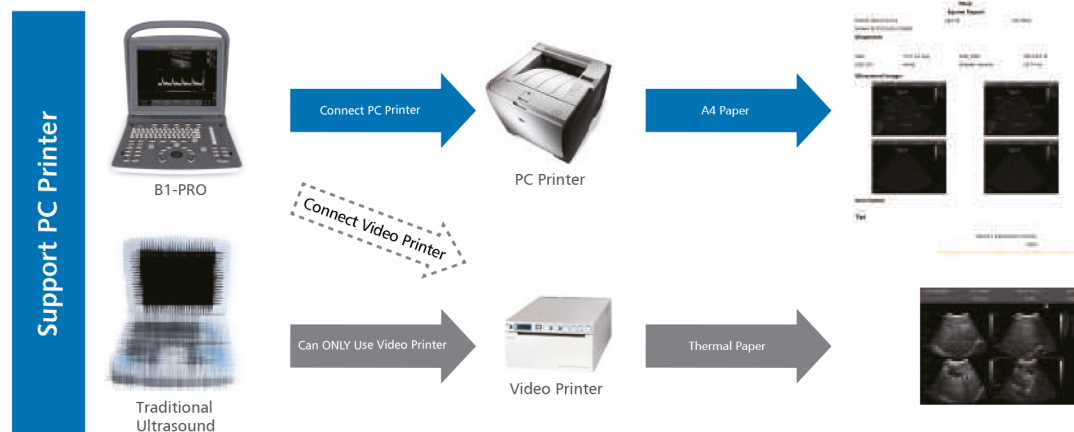 Support PC Printer
B1-PRO
Connect PC Printer
PC Printer
A4 Paper
Connect Video Printer
Traditional
Ultrasound
Can ONLY Use Video Printer
Video Printer
Thermal Paper